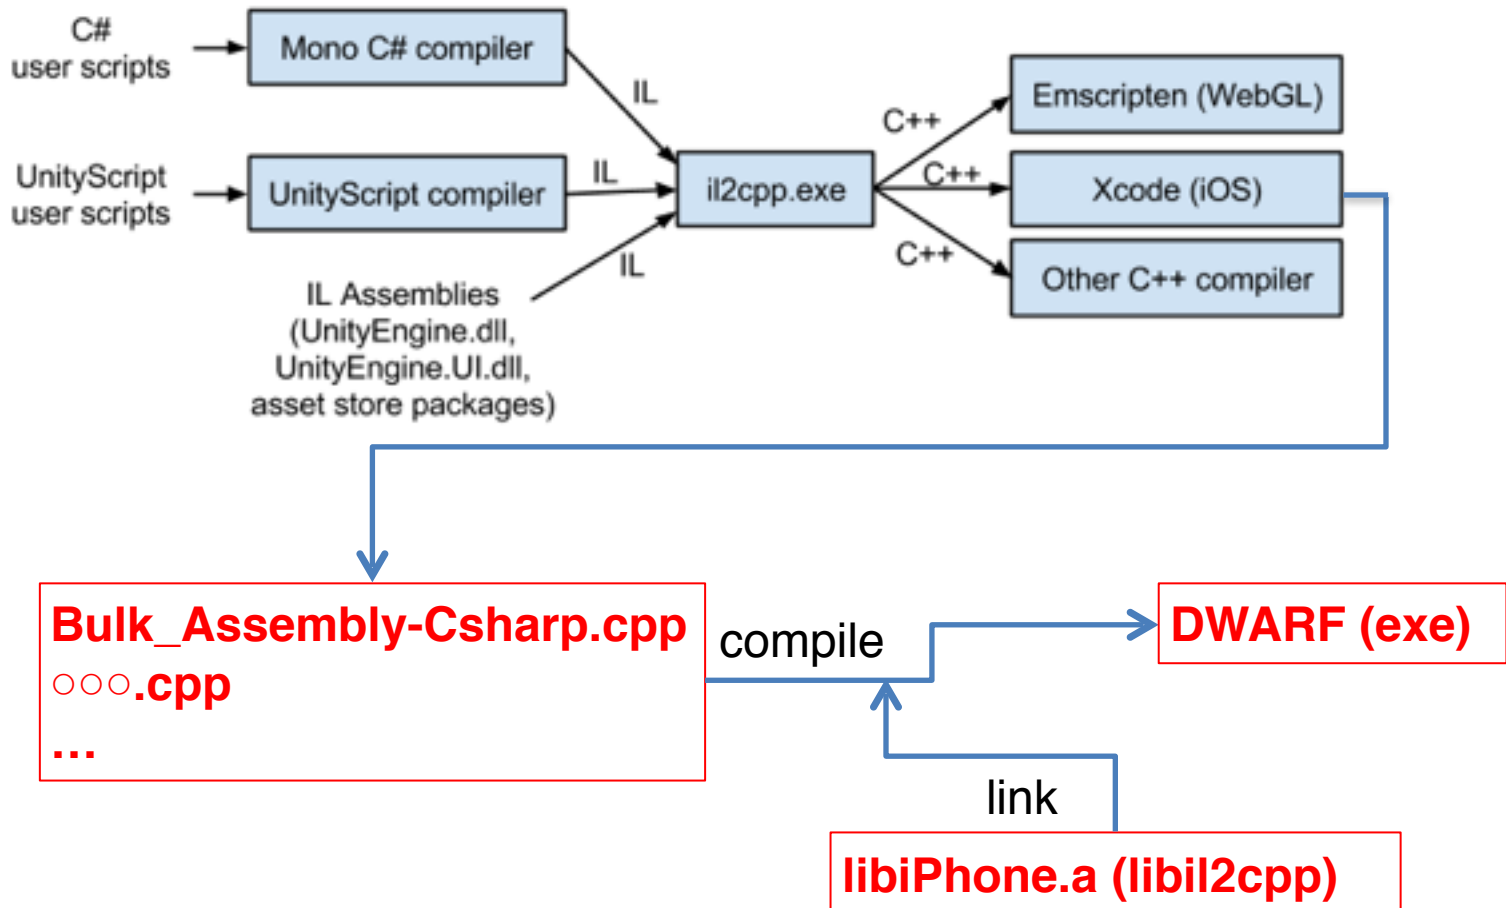 C#
user scripts
Mono C# compiler
IL
Emscripten (WebGL)
C++
UnityScript
user scripts
UnityScript compiler
IL
il2cpp.exe
C++
Xcode (iOS)
IL
C++
Other C++ compiler
IL Assemblies
(UnityEngine.dll,
UnityEngine.UI.dll,
asset store packages)
Bulk_Assembly-Csharp.cpp
○○○.cpp
...
compile
DWARF (exe)
link
libiPhone.a (libil2cpp)